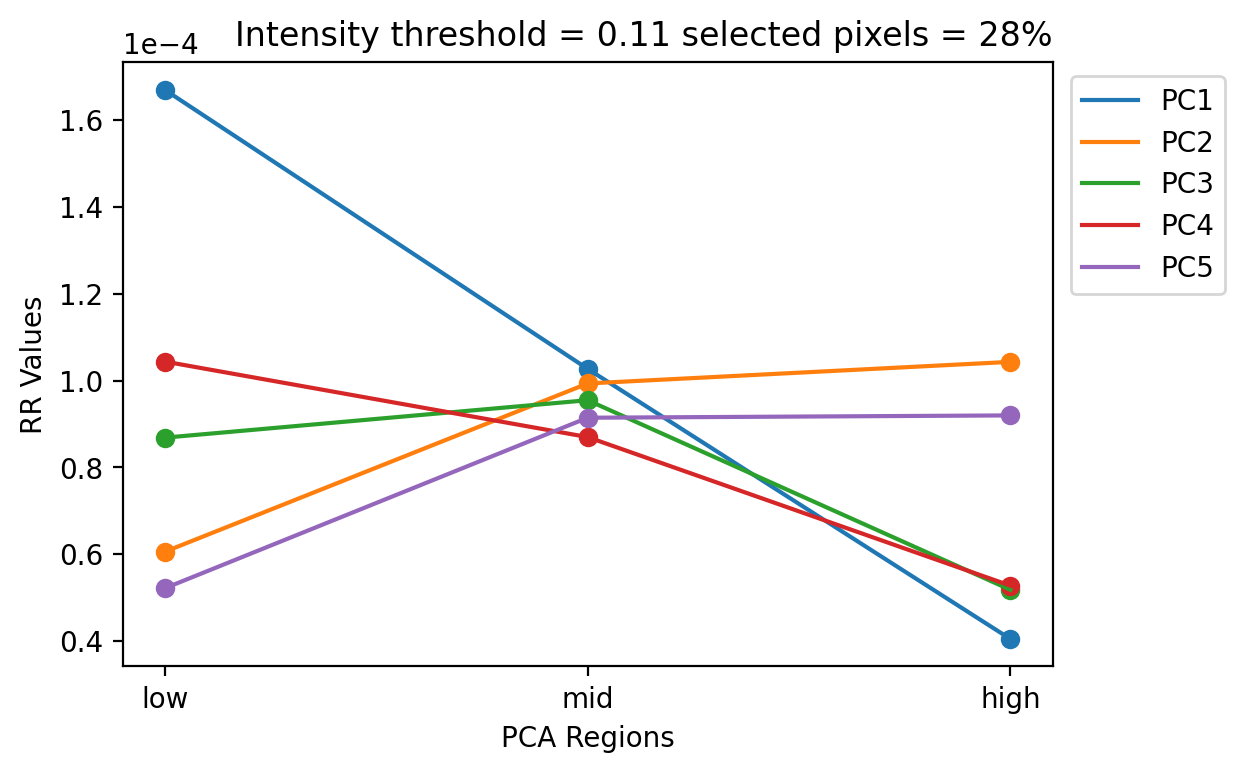 Intensity threshold = 0.11 selected pixels = 28%
1e−4
1.6
1.4
1.2
1.0
0.8
0.6
0.4
RR Values
low
mid
high
PCA Regions
PC1
PC2
PC3
PC4
PC5